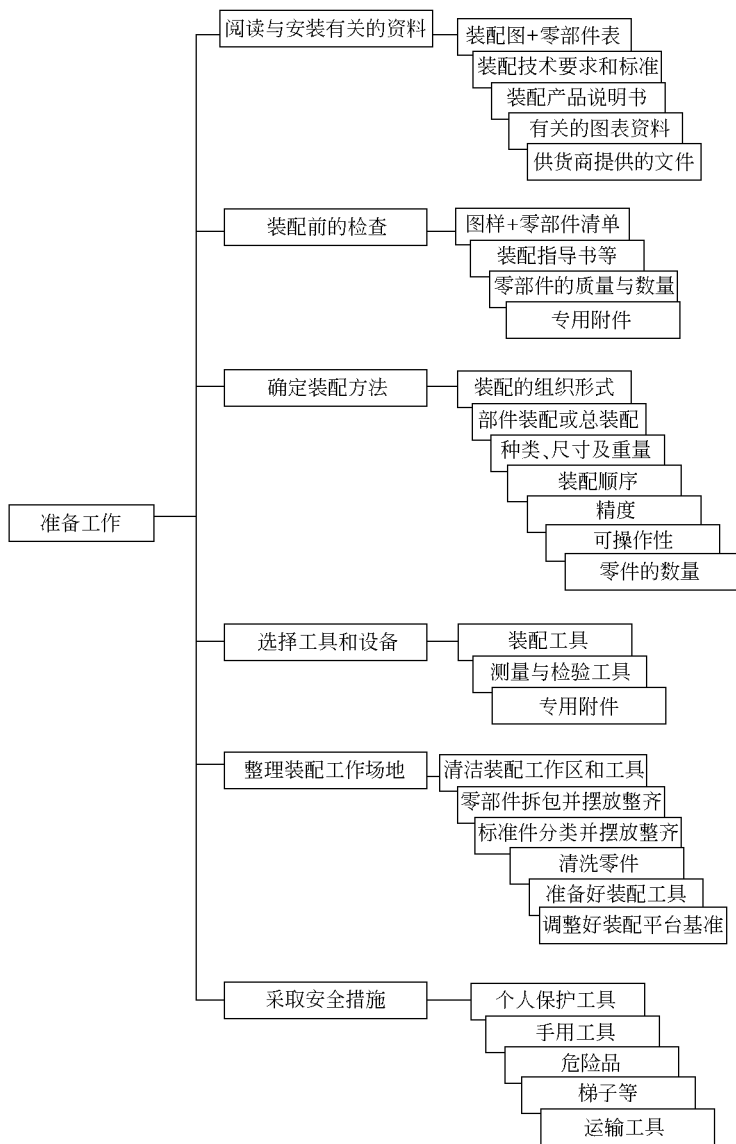 阅读与安装有关的资料
装配图+零部件表
装配技术要求和标准
装配产品说明书
有关的图表资料
供货商提供的文件
装配前的检查
图样+零部件清单
装配指导书等
零部件的质量与数量
专用附件
确定装配方法
装配的组织形式
部件装配或总装配
种类、尺寸及重量
装配顺序
精度
可操作性
零件的数量
准备工作
选择工具和设备
装配工具
测量与检验工具
专用附件
整理装配工作场地
清洁装配工作区和工具
零部件拆包并摆放整齐
标准件分类并摆放整齐
清洗零件
准备好装配工具
调整好装配平台基准
采取安全措施
个人保护工具
手用工具
危险品
梯子等
运输工具